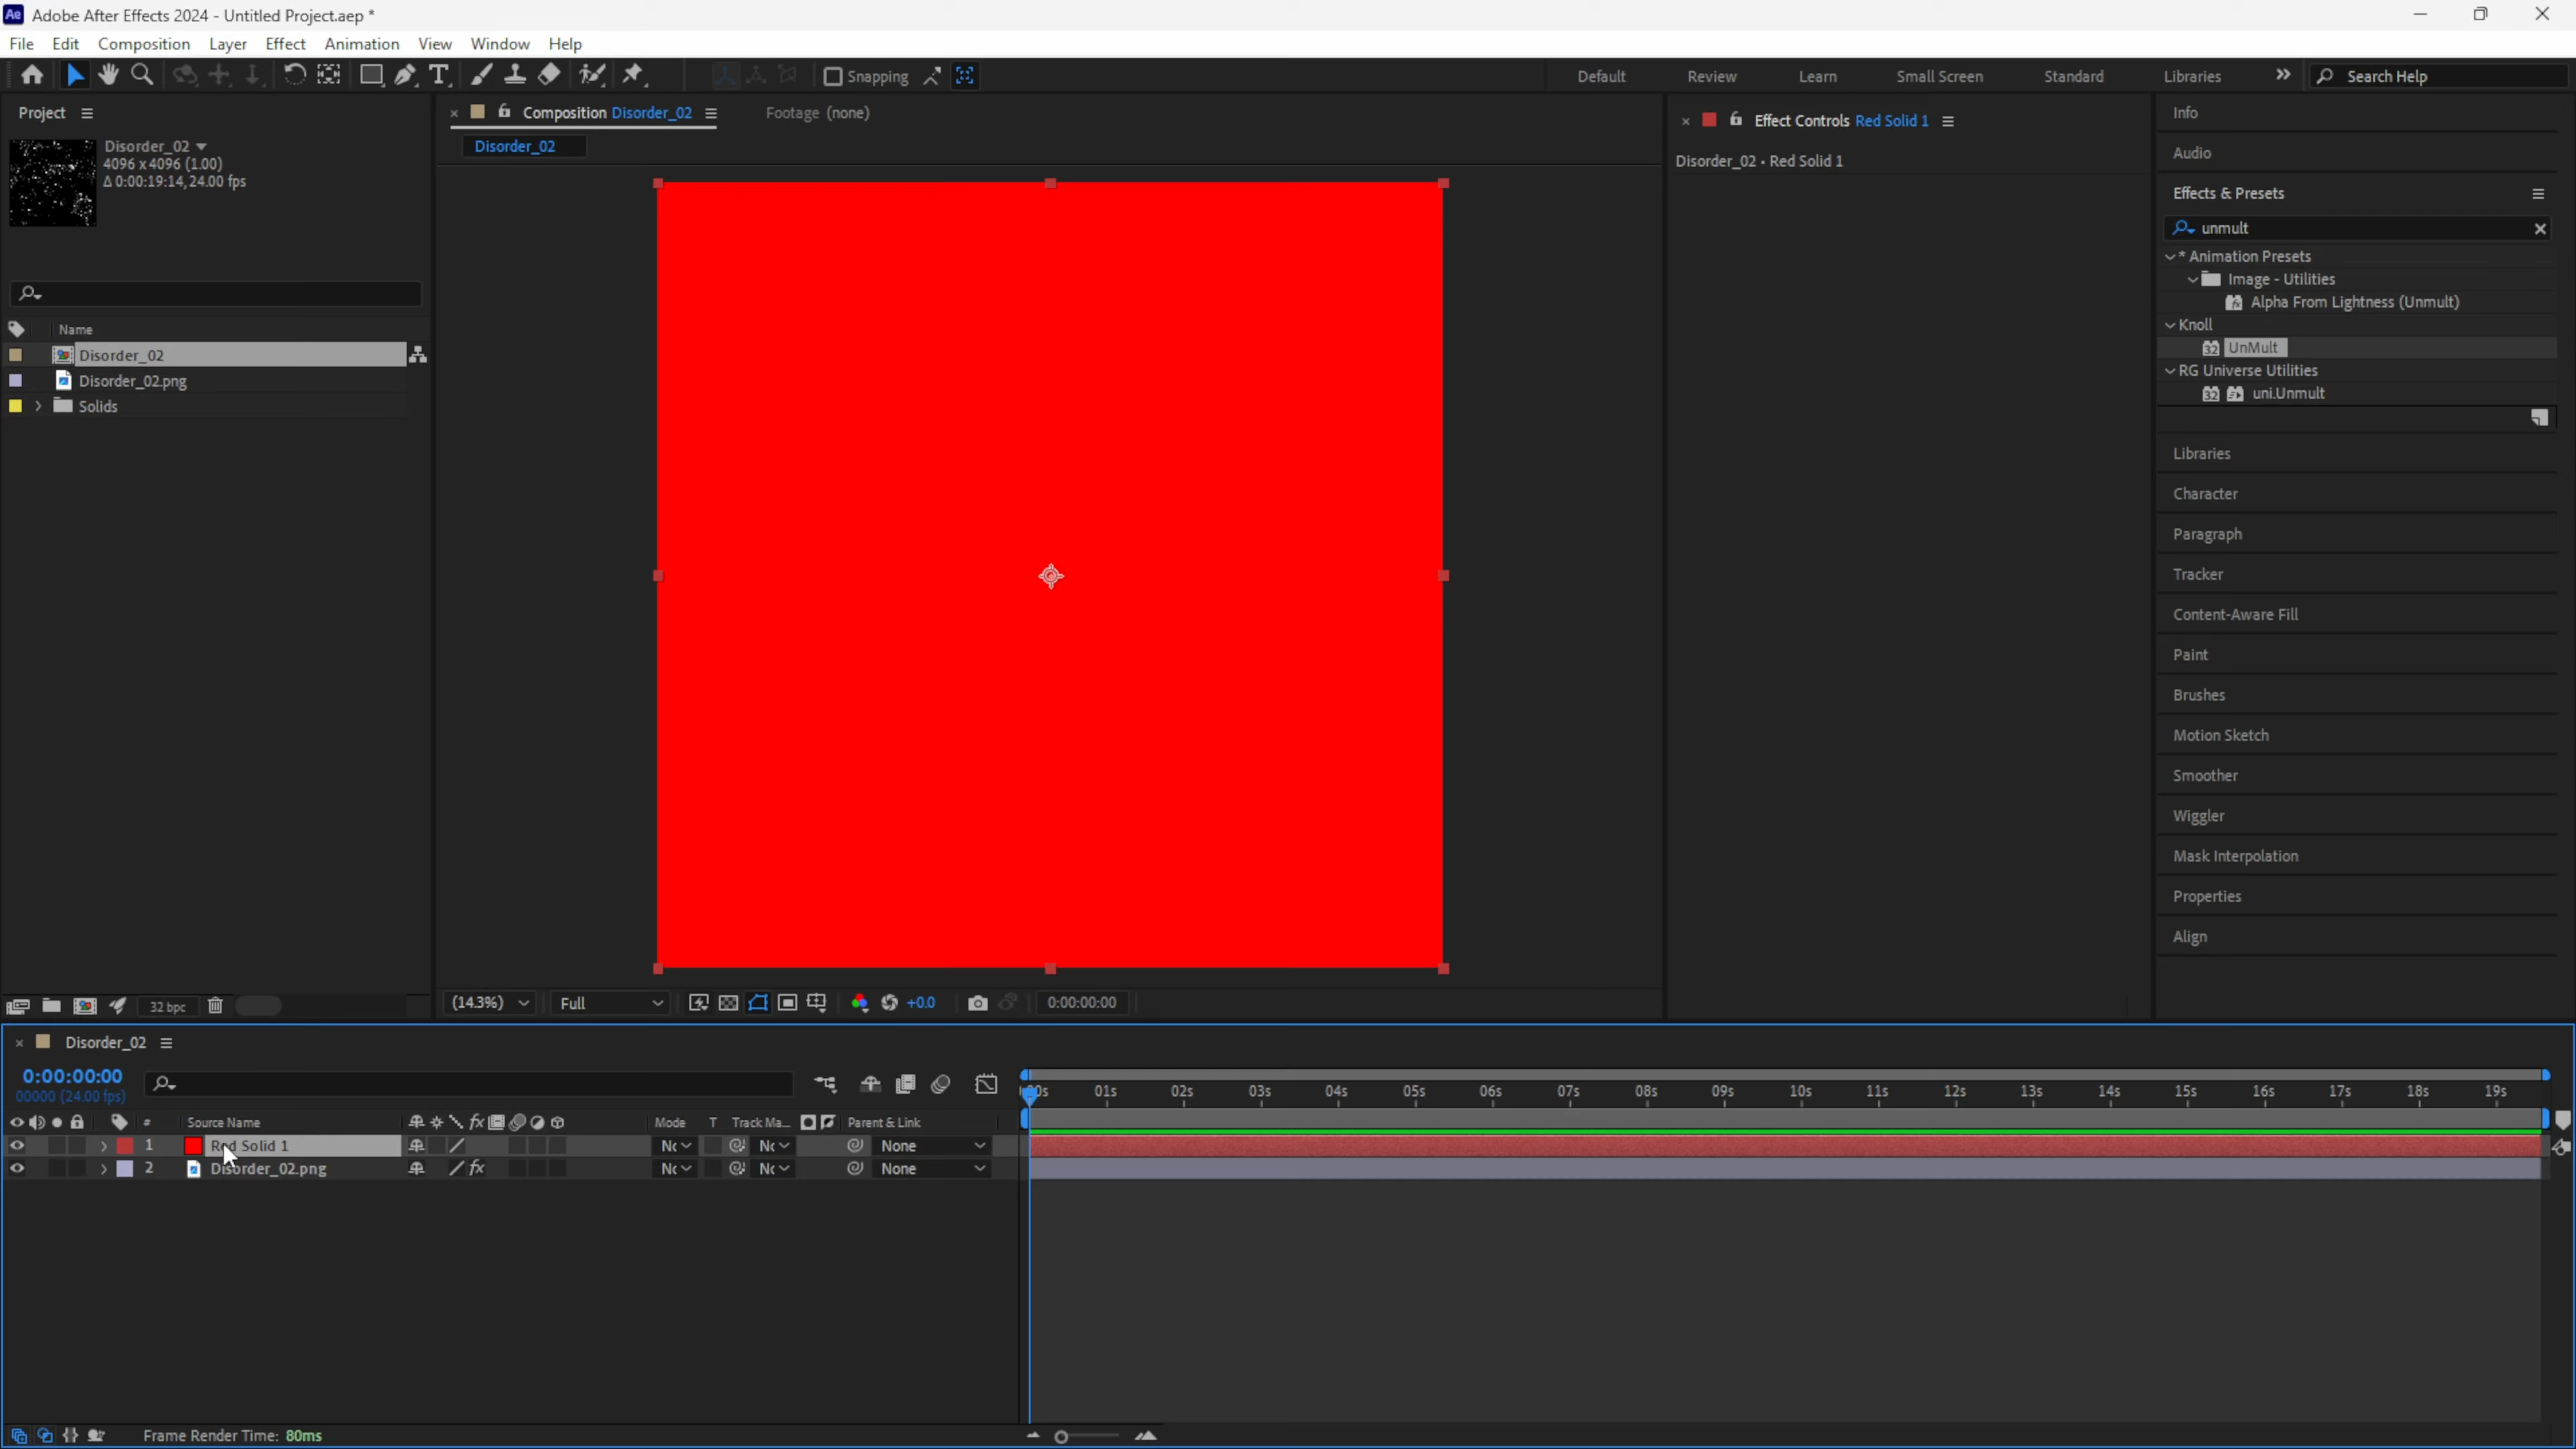 Adobe After Effects 2024 - Untitled Project.aep *
File Edit Composition Layer Effect Animation View Window Help
Snapping Default Review Learn Small Screen Standard Libraries Search Help
Project
Disorder_02
4096 x 4096 (1.00)
Δ 0:00:19:14, 24.00 fps
Name
Disorder_02
Disorder_02.png
Solids
32 bpc
Composition Disorder_02 Footage (none)
Disorder_02
(14.3%) Full +0.0 0:00:00:00
Effect Controls Red Solid 1
Disorder_02 • Red Solid 1
Info
Audio
Effects & Presets
unmult
* Animation Presets
Image - Utilities
Alpha From Lightness (Unmult)
Knoll
32 UnMult
RG Universe Utilities
32 uni.Unmult
Libraries
Character
Paragraph
Tracker
Content-Aware Fill
Paint
Brushes
Motion Sketch
Smoother
Wiggler
Mask Interpolation
Properties
Align
Disorder_02
0:00:00:00
00000 (24.00 fps)
01s 02s 03s 04s 05s 06s 07s 08s 09s 10s 11s 12s 13s 14s 15s 16s 17s 18s 19s
# Source Name fx Mode T Track Ma... Parent & Link
1 Red Solid 1 None
2 Disorder_02.png fx None
Frame Render Time: 80ms